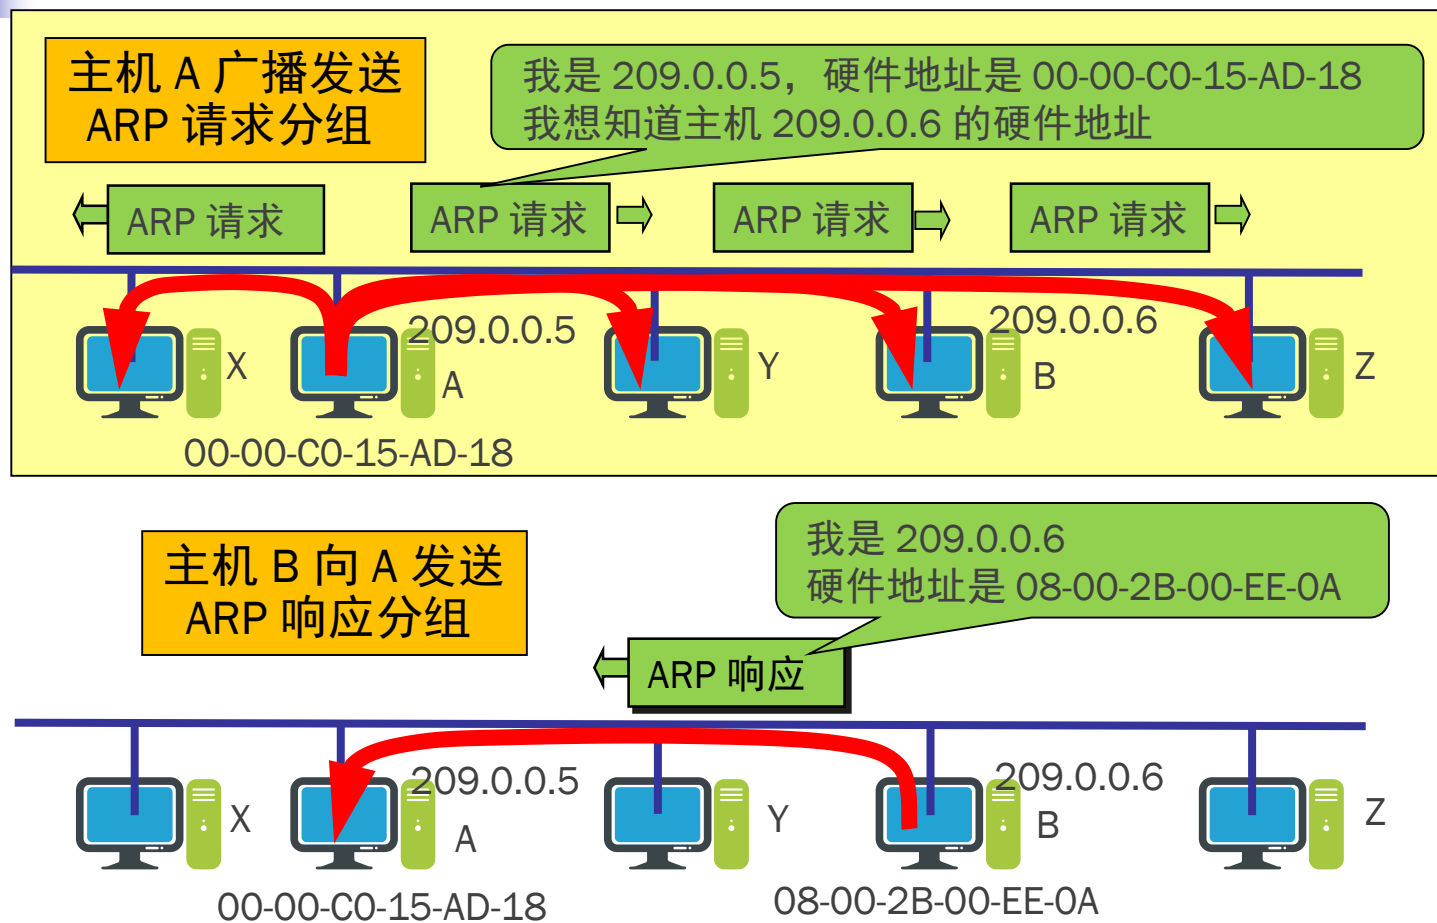 主机 A 广播发送
ARP 请求分组
我是 209.0.0.5，硬件地址是 00-00-C0-15-AD-18
我想知道主机 209.0.0.6 的硬件地址
ARP 请求
ARP 请求
ARP 请求
ARP 请求
209.0.0.5
209.0.0.6
X
A
Y
B
Z
00-00-C0-15-AD-18
主机 B 向 A 发送
ARP 响应分组
我是 209.0.0.6
硬件地址是 08-00-2B-00-EE-0A
ARP 响应
209.0.0.5
209.0.0.6
X
A
Y
B
Z
00-00-C0-15-AD-18
08-00-2B-00-EE-0A